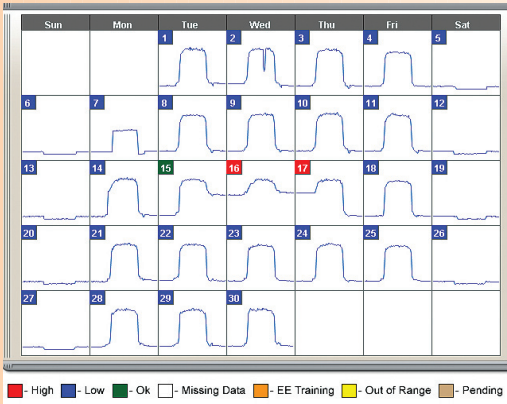 Sun Mon Tue Wed Thu Fri Sat
1 2 3 4 5
6 7 8 9 10 11 12
13 14 15 16 17 18 19
20 21 22 23 24 25 26
27 28 29 30
- High - Low - Ok - Missing Data - EE Training - Out of Range - Pending